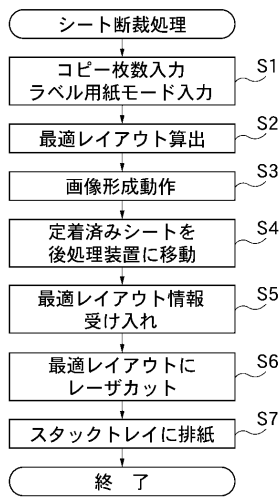 シート断裁処理
コピー枚数入力
ラベル用紙モード入力
S1
最適レイアウト算出
S2
画像形成動作
S3
定着済みシートを
後処理装置に移動
S4
最適レイアウト情報
受け入れ
S5
最適レイアウトに
レーザカット
S6
スタックトレイに排紙
S7
終 了